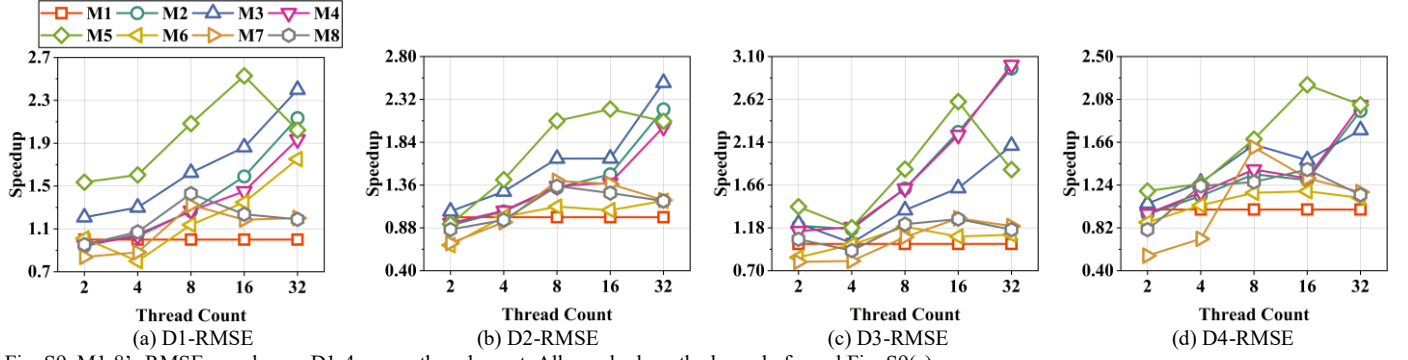 M1 M2 M3 M4
M5 M6 M7 M8
2.7
2.3
1.9
1.5
1.1
0.7
Speedup
2 4 8 16 32
Thread Count
(a) D1-RMSE
2.80
2.32
1.84
1.36
0.88
0.40
Speedup
2 4 8 16 32
Thread Count
(b) D2-RMSE
3.10
2.62
2.14
1.66
1.18
0.70
Speedup
2 4 8 16 32
Thread Count
(c) D3-RMSE
2.50
2.08
1.66
1.24
0.82
0.40
Speedup
2 4 8 16 32
Thread Count
(d) D4-RMSE